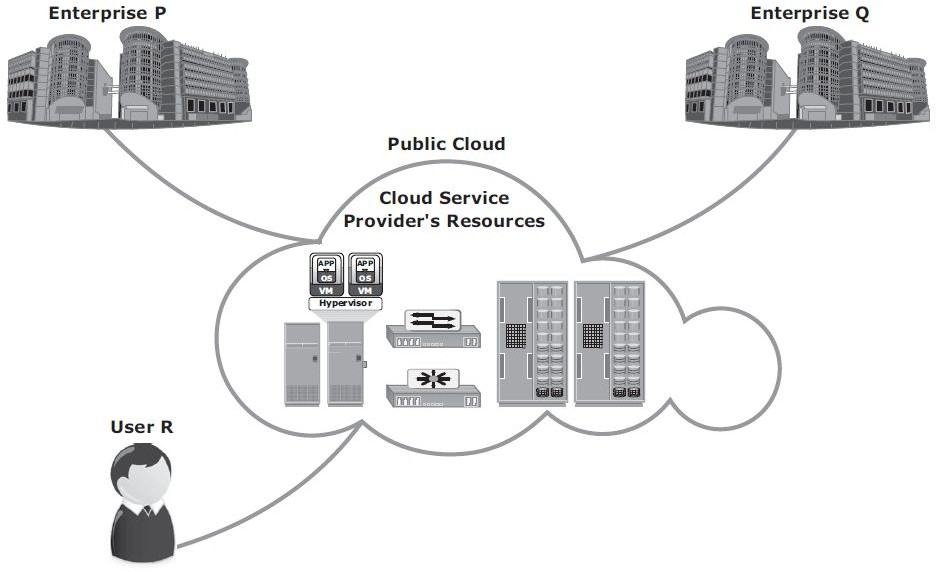 Enterprise P
Enterprise Q
Public Cloud
Cloud Service
Provider's Resources
APP
OS
VM
APP
OS
VM
Hypervisor
User R